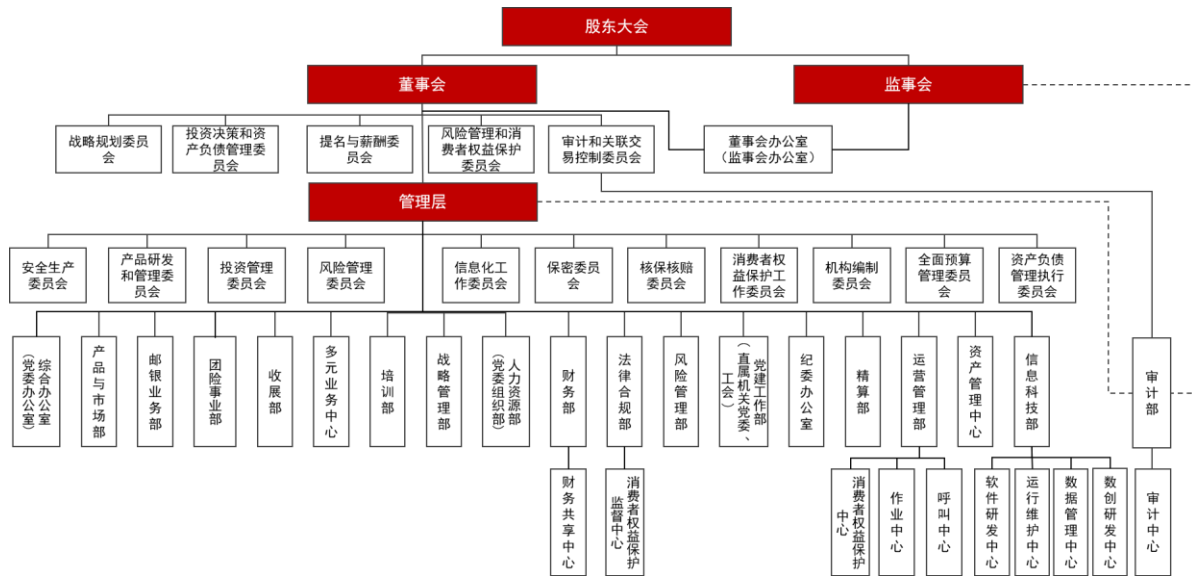 股东大会
董事会
监事会
战略规划委员
会
投资决策和资
产负债管理委
员会
提名与薪酬委
员会
风险管理和消
费者权益保护
委员会
审计和关联交
易控制委员会
董事会办公室
（监事会办公室）
管理层
安全生产
委员会
产品研发
和管理委
员会
投资管理
委员会
风险管理
委员会
信息化工
作委员会
保密委员
会
核保核赔
委员会
消费者权
益保护工
作委员会
机构编制
委员会
全面预算
管理委员
会
资产负债
管理执行
委员会
综合办公室
（党委办公室）
产品与市场部
邮银业务部
团险事业部
收展部
多元业务中心
培训部
战略管理部
人力资源部
（党委组织部）
财务部
法律合规部
风险管理部
党建工作部
（直属机关党委、
工会）
纪委办公室
精算部
运营管理部
资产管理中心
信息科技部
审计部
财务共享中心
消费者权益保护
监督中心
消费者权益保护
中心
作业中心
呼叫中心
软件研发中心
运行维护中心
数据管理中心
数创研发中心
审计中心